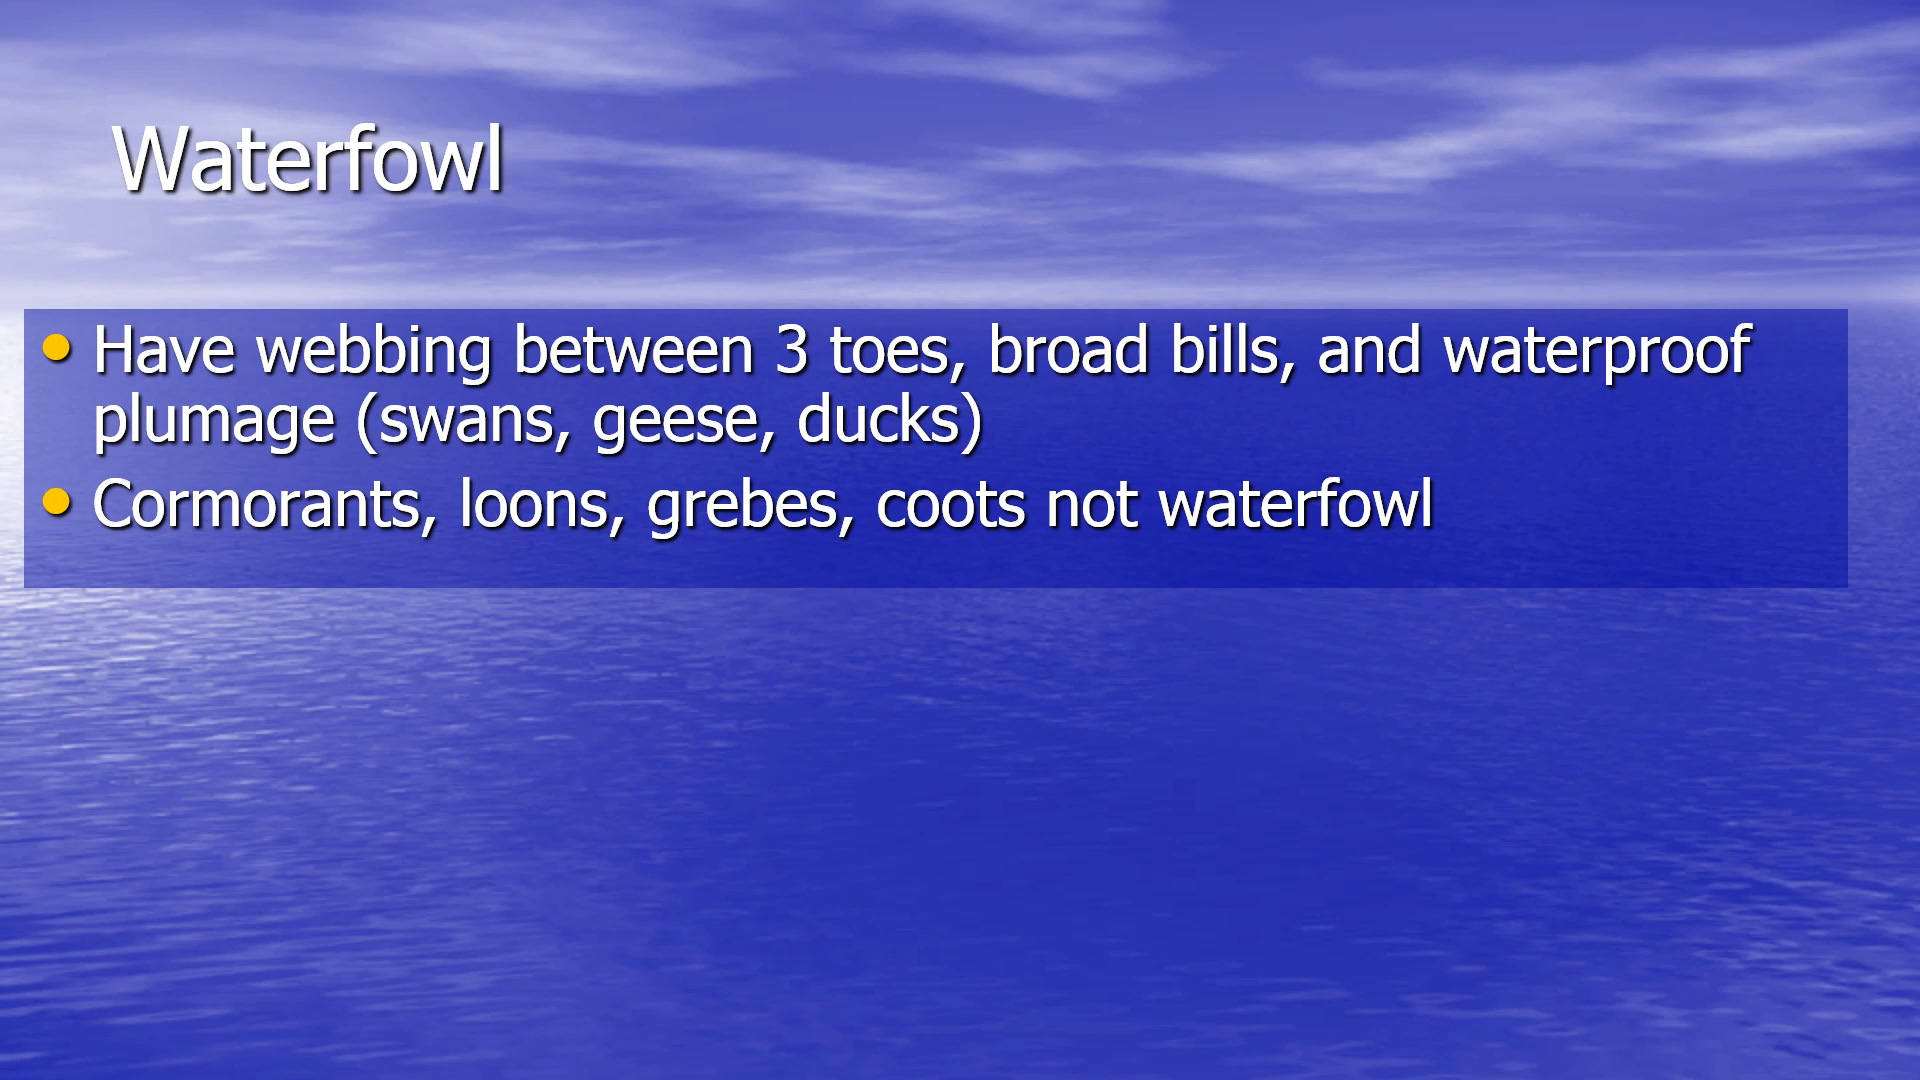 Waterfowl
• Have webbing between 3 toes, broad bills, and waterproof
plumage (swans, geese, ducks)
• Cormorants, loons, grebes, coots not waterfowl